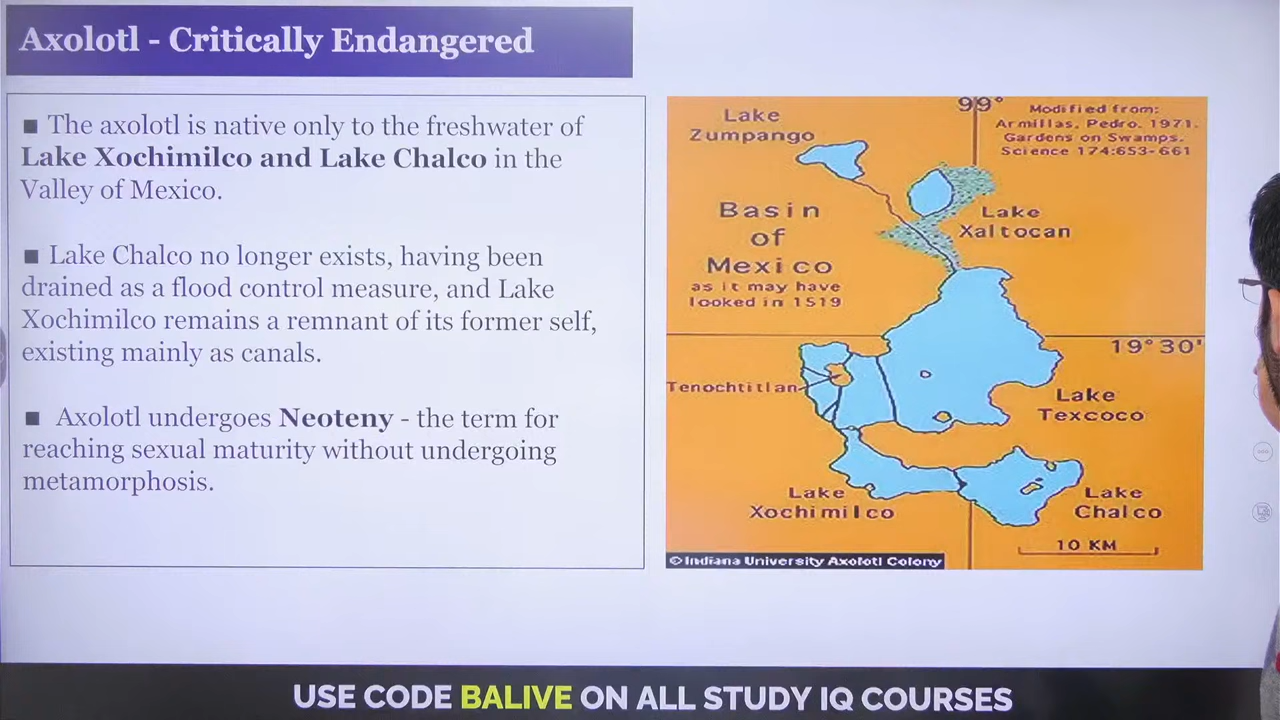 Axolotl - Critically Endangered
■ The axolotl is native only to the freshwater of
Lake Xochimilco and Lake Chalco in the
Valley of Mexico.
■ Lake Chalco no longer exists, having been
drained as a flood control measure, and Lake
Xochimilco remains a remnant of its former self,
existing mainly as canals.
■ Axolotl undergoes Neoteny - the term for
reaching sexual maturity without undergoing
metamorphosis.
Lake
Zumpango
99°
Modified from:
Armillas, Pedro. 1971.
Gardens on Swamps.
Science 174:653-661
Basin
of
Mexico
as it may have
looked in 1519
Lake
Xaltocan
19°30'
Tenochtitlan
Lake
Texcoco
Lake
Xochimilco
Lake
Chalco
10 KM
© Indiana University Axolotl Colony
USE CODE BALIVE ON ALL STUDY IQ COURSES